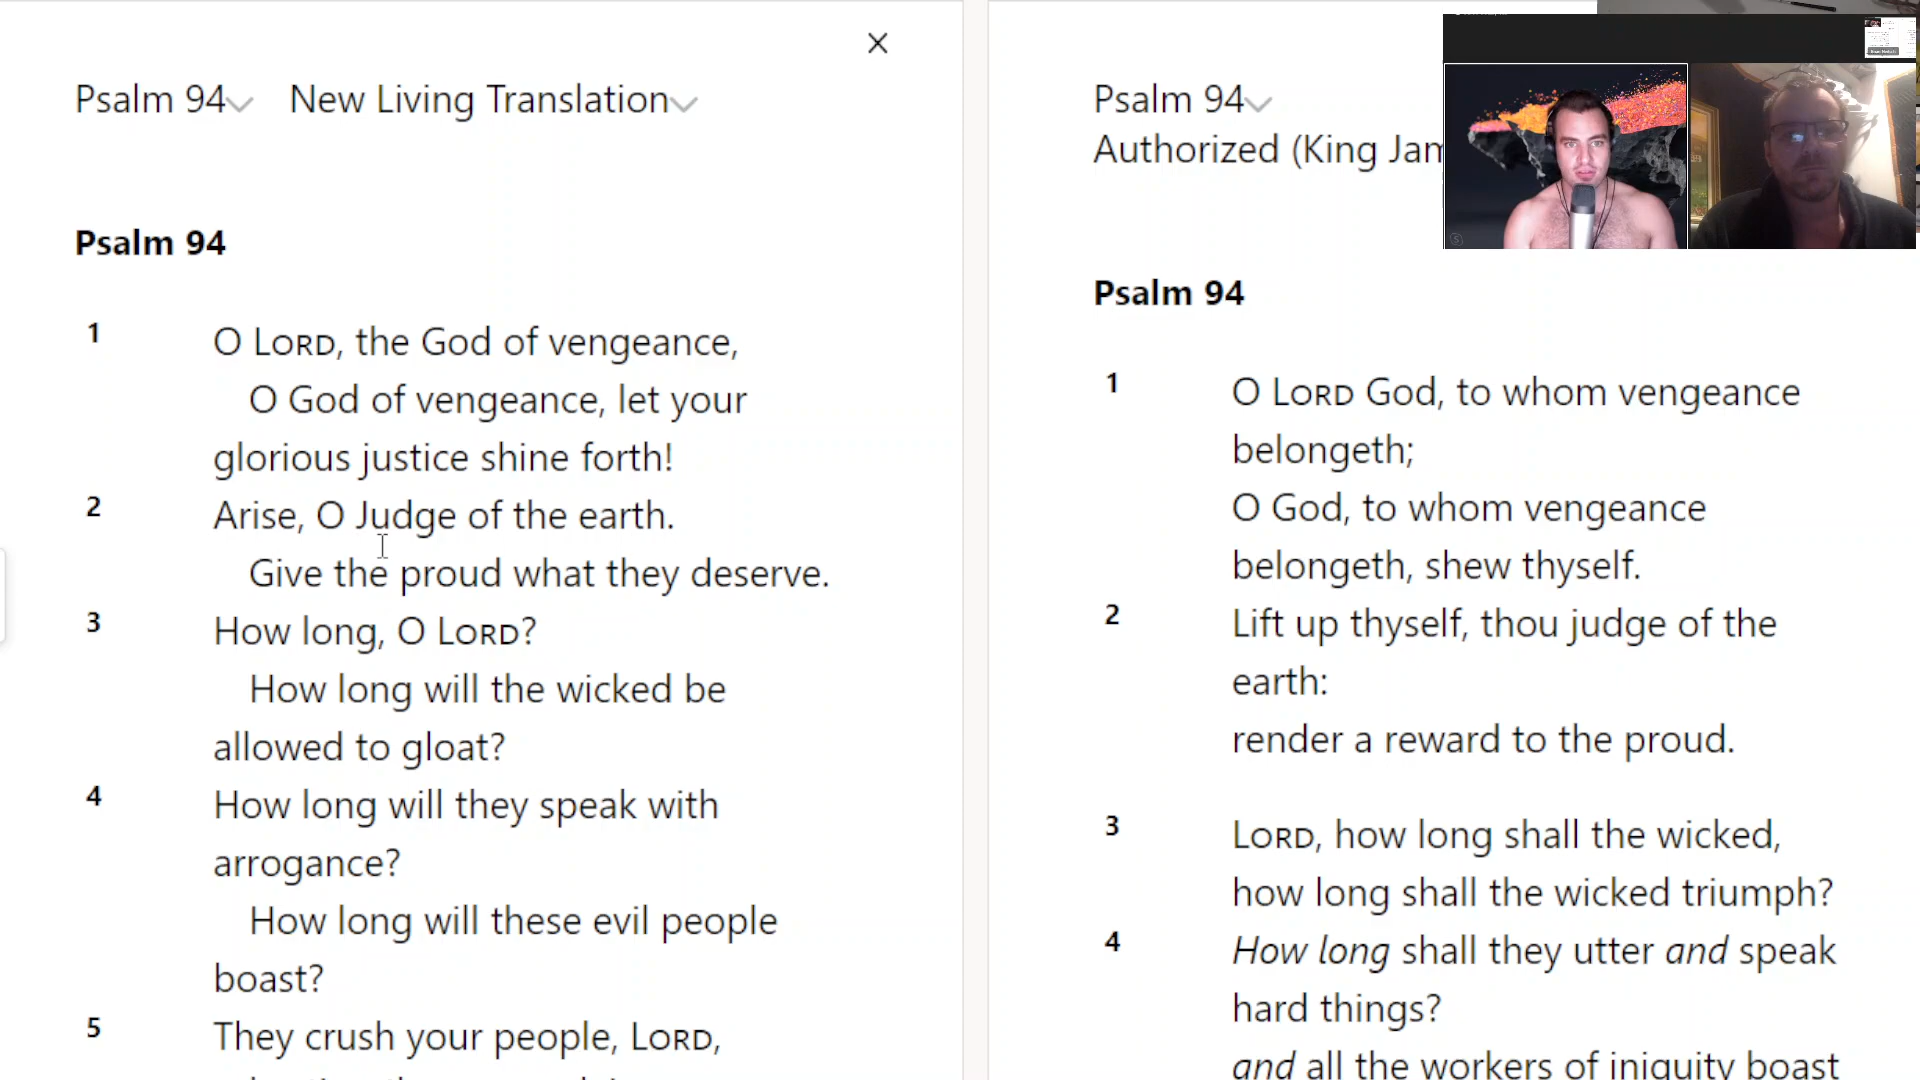 Psalm 94 New Living Translation
Psalm 94
1 O LORD, the God of vengeance,
O God of vengeance, let your
glorious justice shine forth!
2 Arise, O Judge of the earth.
Give the proud what they deserve.
3 How long, O LORD?
How long will the wicked be
allowed to gloat?
4 How long will they speak with
arrogance?
How long will these evil people
boast?
5 They crush your people, LORD,
Psalm 94
Authorized (King Jam
Psalm 94
1 O LORD God, to whom vengeance
belongeth;
O God, to whom vengeance
belongeth, shew thyself.
2 Lift up thyself, thou judge of the
earth:
render a reward to the proud.
3 LORD, how long shall the wicked,
how long shall the wicked triumph?
4 How long shall they utter and speak
hard things?
and all the workers of iniquity boast